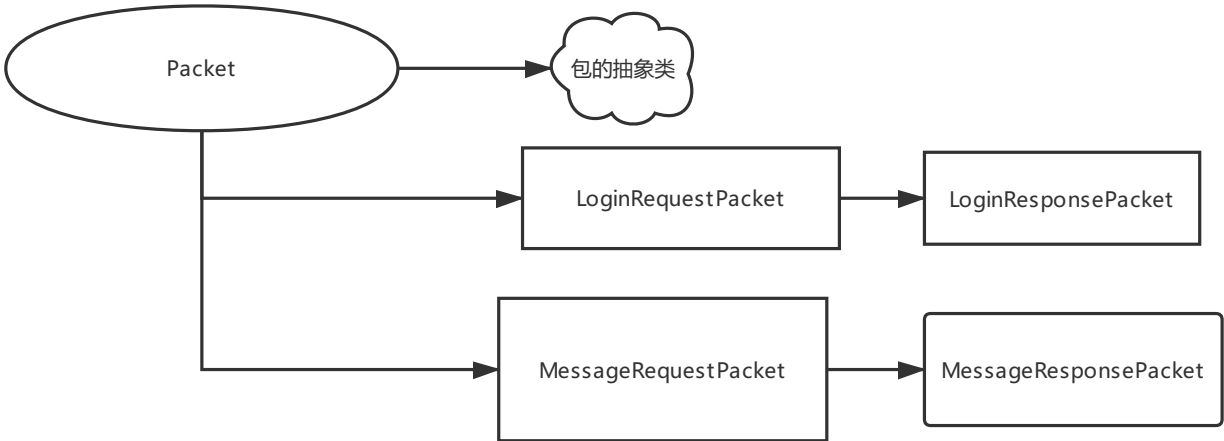 Packet
包的抽象类
LoginRequestPacket
LoginResponsePacket
MessageRequestPacket
MessageResponsePacket